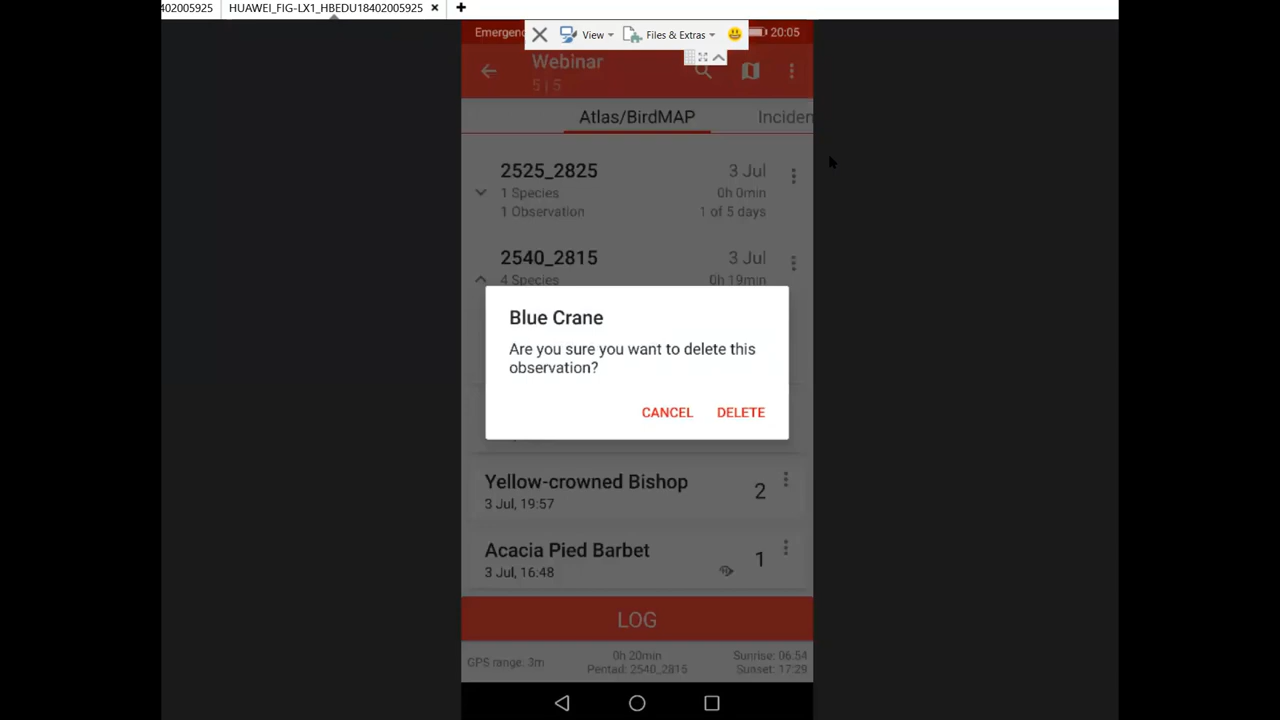 402005925 HUAWEI_FIG-LX1_HBEDU18402005925
View Files & Extras
Emergenc 20:05
Webinar
5 | 5
Atlas/BirdMAP Inciden
2525_2825 3 Jul
1 Species 0h 0min
1 Observation 1 of 5 days
2540_2815 3 Jul
4 Species 0h 19min
Blue Crane
Are you sure you want to delete this
observation?
CANCEL DELETE
Yellow-crowned Bishop 2
3 Jul, 19:57
Acacia Pied Barbet 1
3 Jul, 16:48
LOG
GPS range: 3m 0h 20min Sunrise: 06.54
Pentad: 2540_2815 Sunset: 17:29